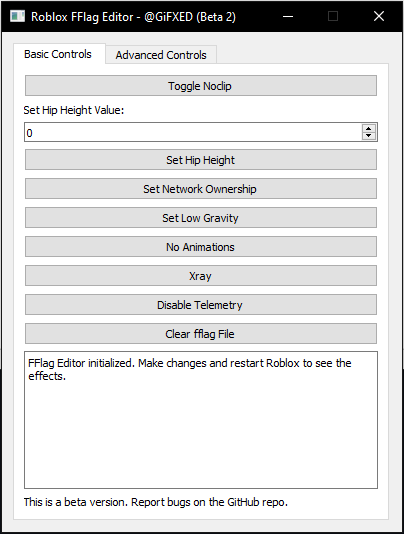 Roblox FFlag Editor - @GiFXED (Beta 2)
Basic Controls
Advanced Controls
Toggle Noclip
Set Hip Height Value:
0
Set Hip Height
Set Network Ownership
Set Low Gravity
No Animations
Xray
Disable Telemetry
Clear fflag File
FFlag Editor initialized. Make changes and restart Roblox to see the
effects.
This is a beta version. Report bugs on the GitHub repo.